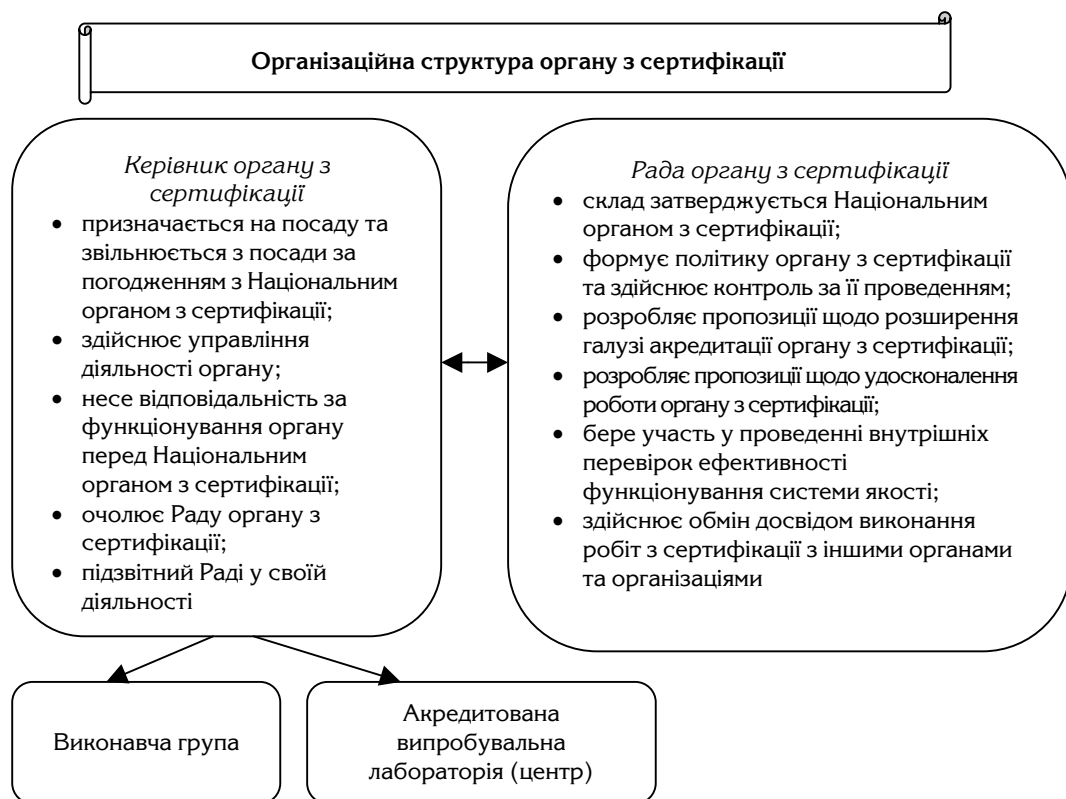 Організаційна структура органу з сертифікації
Керівник органу з
сертифікації
• призначається на посаду та
звільнюється з посади за
погодженням з Національним
органом з сертифікації;
• здійснює управління
діяльності органу;
• несе відповідальність за
функціонування органу
перед Національним
органом з сертифікації;
• очолює Раду органу з
сертифікації;
• підзвітний Раді у своїй
діяльності
Рада органу з сертифікації
• склад затверджується Національним
органом з сертифікації;
• формує політику органу з сертифікації
та здійснює контроль за її проведенням;
• розробляє пропозиції щодо розширення
галузі акредитації органу з сертифікації;
• розробляє пропозиції щодо удосконалення
роботи органу з сертифікації;
• бере участь у проведенні внутрішніх
перевірок ефективності
функціонування системи якості;
• здійснює обмін досвідом виконання
робіт з сертифікації з іншими органами
та організаціями
Виконавча група
Акредитована
випробувальна
лабораторія (центр)